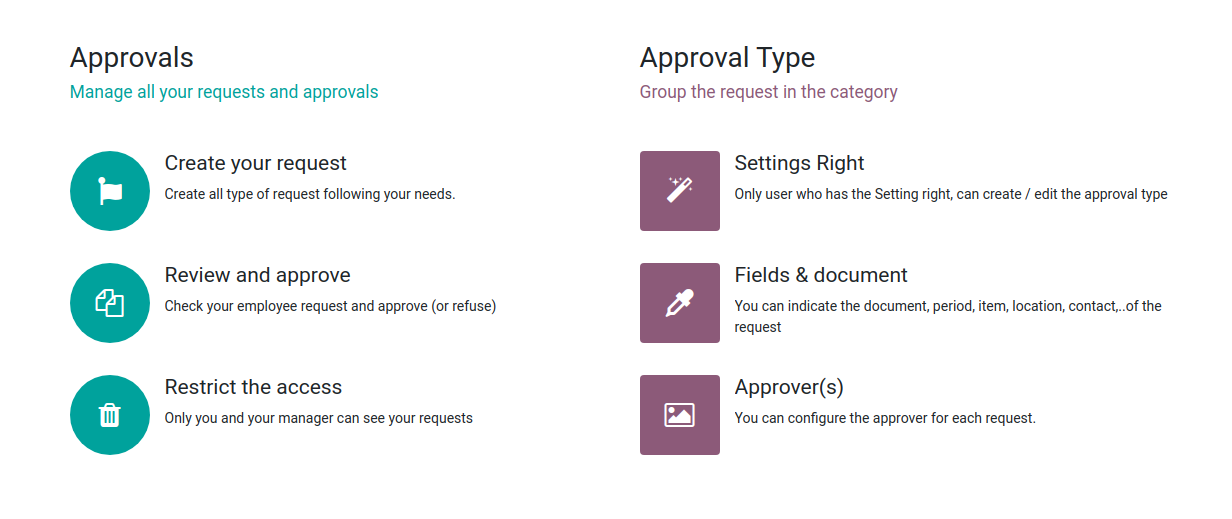 Approvals
Manage all your requests and approvals
Create your request
Create all type of request following your needs.
Review and approve
Check your employee request and approve (or refuse)
Restrict the access
Only you and your manager can see your requests
Approval Type
Group the request in the category
Settings Right
Only user who has the Setting right, can create / edit the approval type
Fields & document
You can indicate the document, period, item, location, contact,..of the
request
Approver(s)
You can configure the approver for each request.